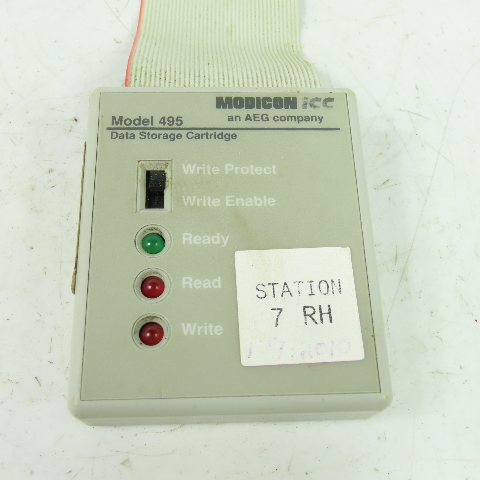 MODICON icc
Model 495
an AEG company
Data Storage Cartridge
Write Protect
Write Enable
Ready
Read
Write
STATION
7 RH